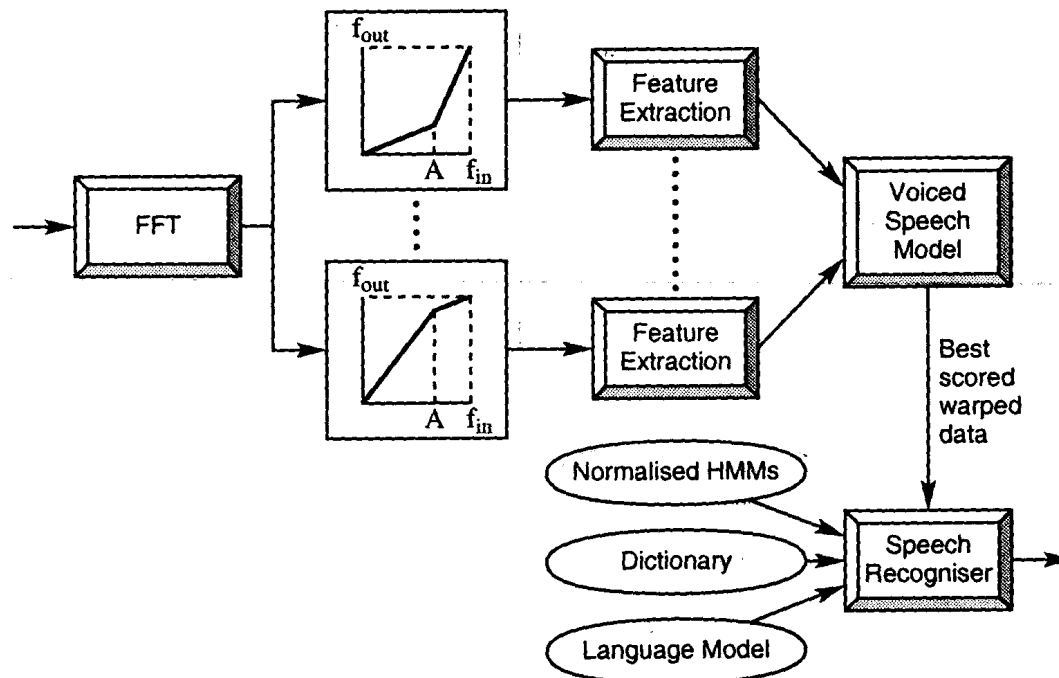 f_out
A
f_in
Feature
Extraction
FFT
Voiced
Speech
Model
f_out
A
f_in
Feature
Extraction
Best
scored
warped
data
Normalised HMMs
Dictionary
Language Model
Speech
Recogniser